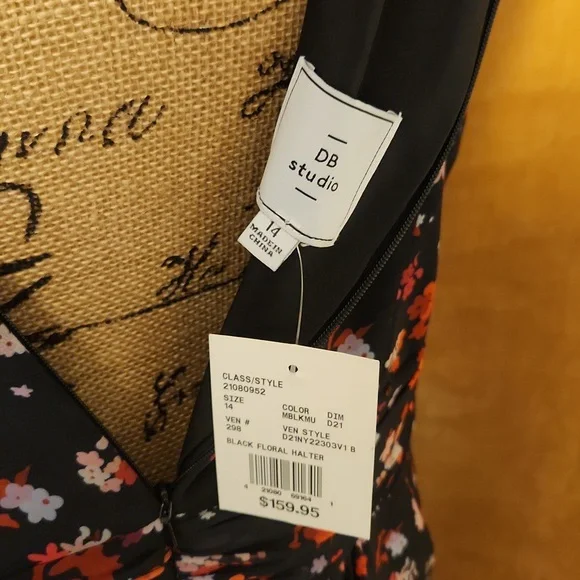 DB
studio
14
MADE IN
CHINA
CLASS/STYLE
21080952
SIZE COLOR DIM
14 MBLKMU D21
VEN # VEN STYLE
298 D21NY22303V1 B
BLACK FLORAL HALTER
$159.95